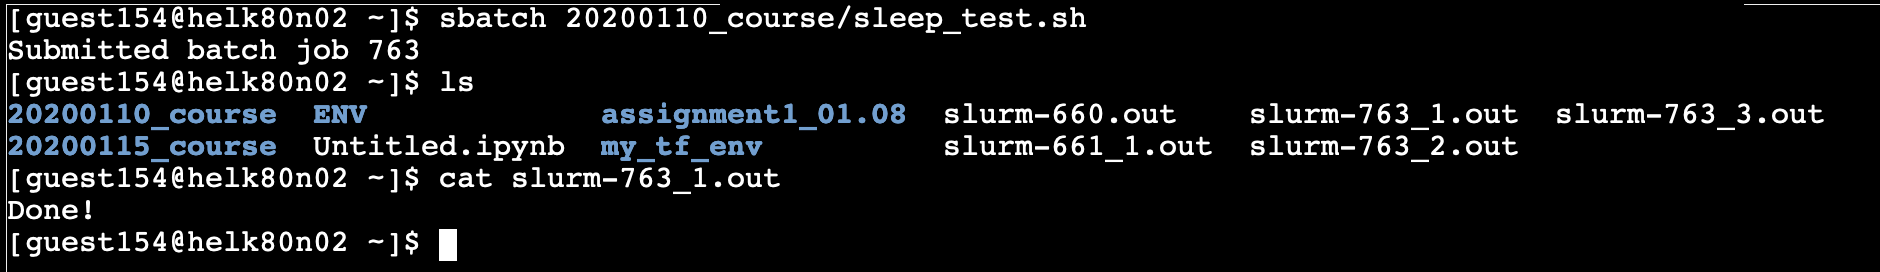 [guest154@helk80n02 ~]$ sbatch 20200110_course/sleep_test.sh
Submitted batch job 763
[guest154@helk80n02 ~]$ ls
20200110_course  ENV             assignment1_01.08  slurm-660.out    slurm-763_1.out  slurm-763_3.out
20200115_course  Untitled.ipynb  my_tf_env          slurm-661_1.out  slurm-763_2.out
[guest154@helk80n02 ~]$ cat slurm-763_1.out
Done!
[guest154@helk80n02 ~]$